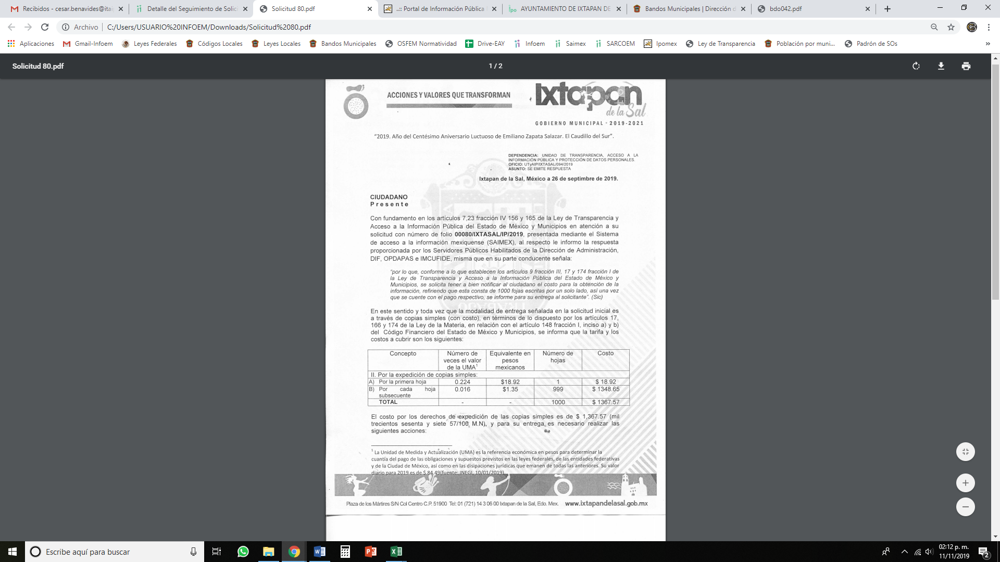 Recibidos - cesar.benavides@itai
Detalle del Seguimiento de Solici
Solicitud 80.pdf
..:: Portal de Información Pública
AYUNTAMIENTO DE IXTAPAN DE
Bandos Municipales | Dirección d
bdo042.pdf
Archivo
C:/Users/USUARIO%20INFOEM/Downloads/Solicitud%2080.pdf
Aplicaciones
Gmail-Infoem
Leyes Federales
Códigos Locales
Leyes Locales
Bandos Municipales
OSFEM Normatividad
Drive-EAY
Infoem
Saimex
SARCOEM
Ipomex
Ley de Transparencia
Población por muni...
Padrón de SOs
»
Solicitud 80.pdf
1 / 2
ACCIONES Y VALORES QUE TRANSFORMAN
Ixtapan
de la Sal
GOBIERNO MUNICIPAL - 2019-2021
“2019. Año del Centésimo Aniversario Luctuoso de Emiliano Zapata Salazar. El Caudillo del Sur”.
DEPENDENCIA: UNIDAD DE TRANSPARENCIA, ACCESO A LA
INFORMACIÓN PÚBLICA Y PROTECCIÓN DE DATOS PERSONALES.
OFICIO: UTyAIP/IXTASAL/094/2019
ASUNTO: SE EMITE RESPUESTA
Ixtapan de la Sal, México a 26 de septimbre de 2019.
CIUDADANO
P r e s e n t e
Con fundamento en los artículos 7,23 fracción IV 156 y 165 de la Ley de Transparencia y
Acceso a la Información Pública del Estado de México y Municipios en atención a su
solicitud con número de folio 00080/IXTASAL/IP/2019, presentada mediante el Sistema
de acceso a la información mexiquense (SAIMEX), al respecto le informo la respuesta
proporcionada por los Servidores Públicos Habilitados de la Dirección de Administración,
DIF, OPDAPAS e IMCUFIDE, misma que en su parte conducente señala:
“por lo que, conforme a lo que establecen los artículos 9 fracción III, 17 y 174 fracción I de
la Ley de Transparencia y Acceso a la Información Pública del Estado de México y
Municipios, se solicita tener a bien notificar al ciudadano el costo para la obtención de la
información, refiriendo que esta consta de 1000 fojas escritas por un solo lado, así una vez
que se cuente con el pago respectivo, se informe para su entrega al solicitante”. (Sic)
En este sentido y toda vez que la modalidad de entrega señalada en la solicitud inicial es
a través de copias simples (con costo), en términos de lo dispuesto por los artículos 17,
166 y 174 de la Ley de la Materia, en relación con el artículo 148 fracción I, inciso a) y b)
del Código Financiero del Estado de México y Municipios, se informa que la tarifa y los
costos a cubrir son los siguientes:
Concepto Número de veces el valor de la UMA¹ Equivalente en pesos mexicanos Número de hojas Costo
II. Por la expedición de copias simples:
A) Por la primera hoja 0.224 $18.92 1 $ 18.92
B) Por cada hoja subsecuente 0.016 $1.35 999 $ 1348.65
TOTAL - - 1000 $ 1367.57
El costo por los derechos de expedición de las copias simples es de $ 1,367.57 (mil
trecientos sesenta y siete 57/100 M.N), y para su entrega es necesario realizar las
siguientes acciones:
¹ La Unidad de Medida y Actualización (UMA) es la referencia económica en pesos para determinar la
cuantía del pago de las obligaciones y supuestos previstos en las leyes federales, de las entidades federativas
y de la Ciudad de México, así como en las disipaciones jurídicas que emanen de todas las anteriores. Su valor
diario para 2019 es de $ 84.49(fuente: INEGI, 10/01/2019)
Plaza de los Mártires S/N Col Centro C.P. 51900 Tel: 01 (721) 14 3 06 00 Ixtapan de la Sal, Edo. Mex. www.ixtapandelasal.gob.mx
Escribe aquí para buscar
02:12 p. m.
11/11/2019
2